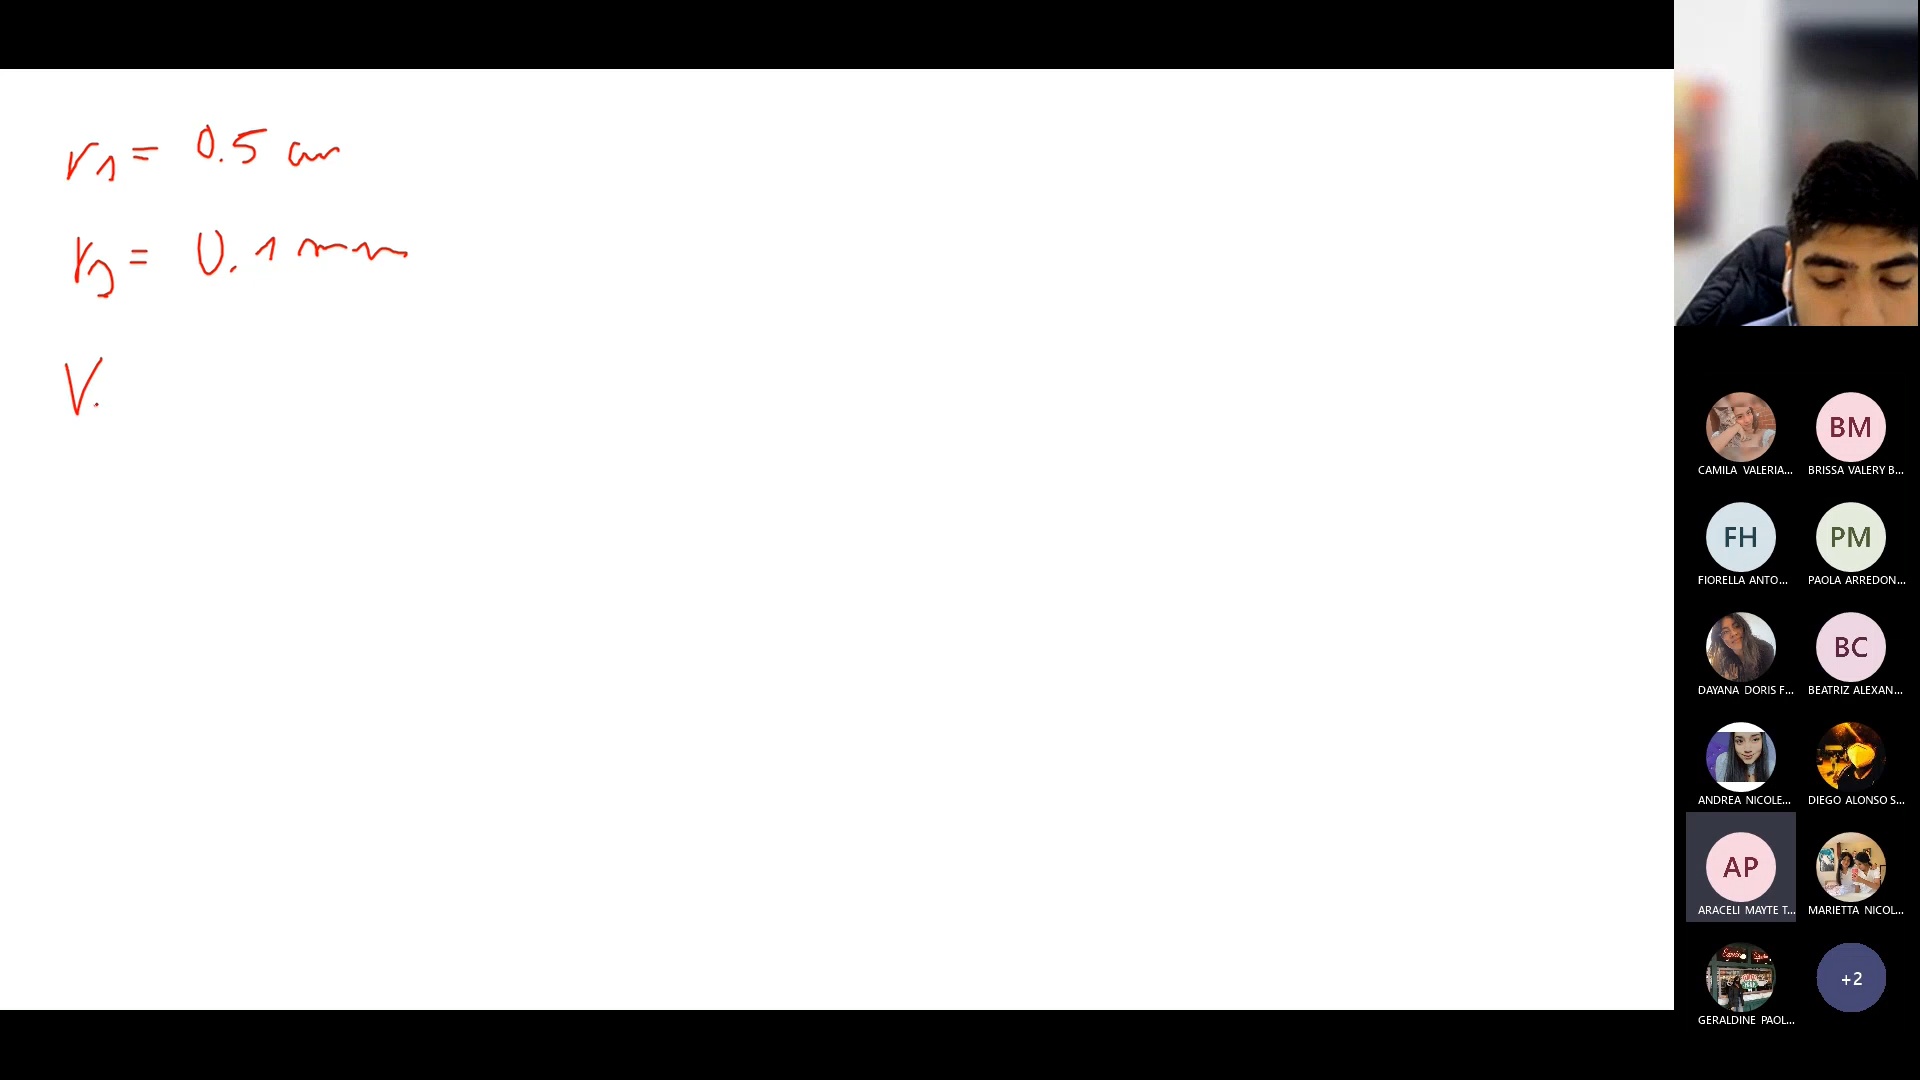 r1 = 0.5 cm
r2 = 0.1 mm
V.
BM
CAMILA VALERIA...
BRISSA VALERY B...
FH
PM
FIORELLA ANTO...
PAOLA ARREDON...
BC
DAYANA DORIS F...
BEATRIZ ALEXAN...
ANDREA NICOLE...
DIEGO ALONSO S...
AP
ARACELI MAYTE T...
MARIETTA NICOL...
+2
GERALDINE PAOL...